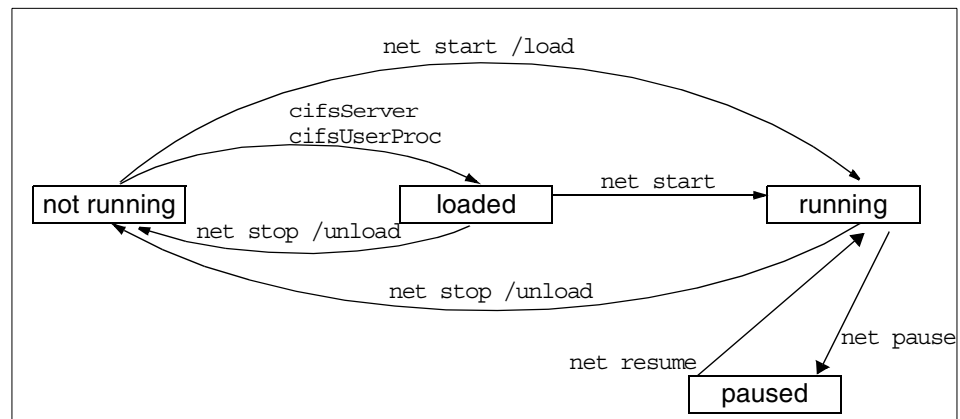 net start /load
cifsServer
cifsUserProc
not running
loaded
net start
running
net stop /unload
net stop /unload
net pause
net resume
paused